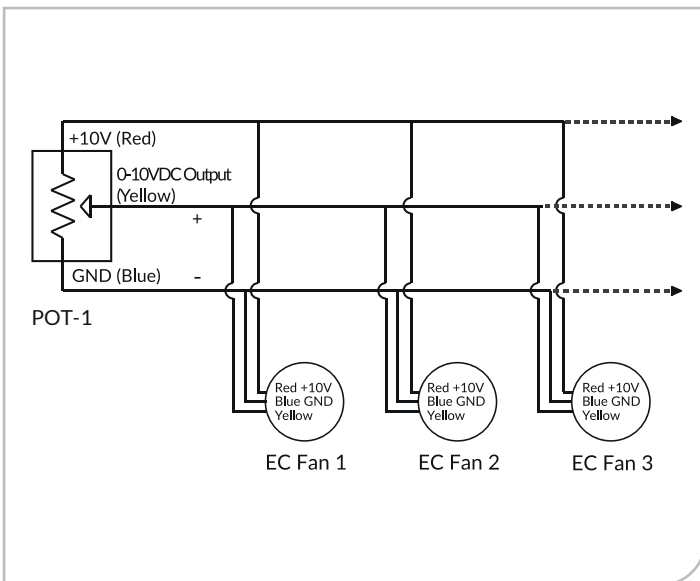 +10V (Red)
0-10VDC Output
(Yellow)
+
GND (Blue) -
POT-1
Red +10V
Blue GND
Yellow
EC Fan 1
Red +10V
Blue GND
Yellow
EC Fan 2
Red +10V
Blue GND
Yellow
EC Fan 3